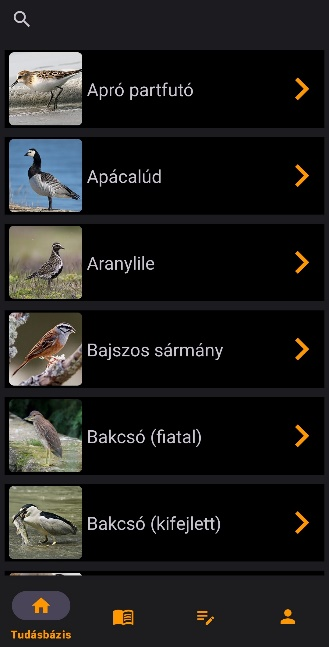 Apró partfutó
Apácalúd
Aranylile
Bajszos sármány
Bakcsó (fiatal)
Bakcsó (kifejlett)
Tudásbázis